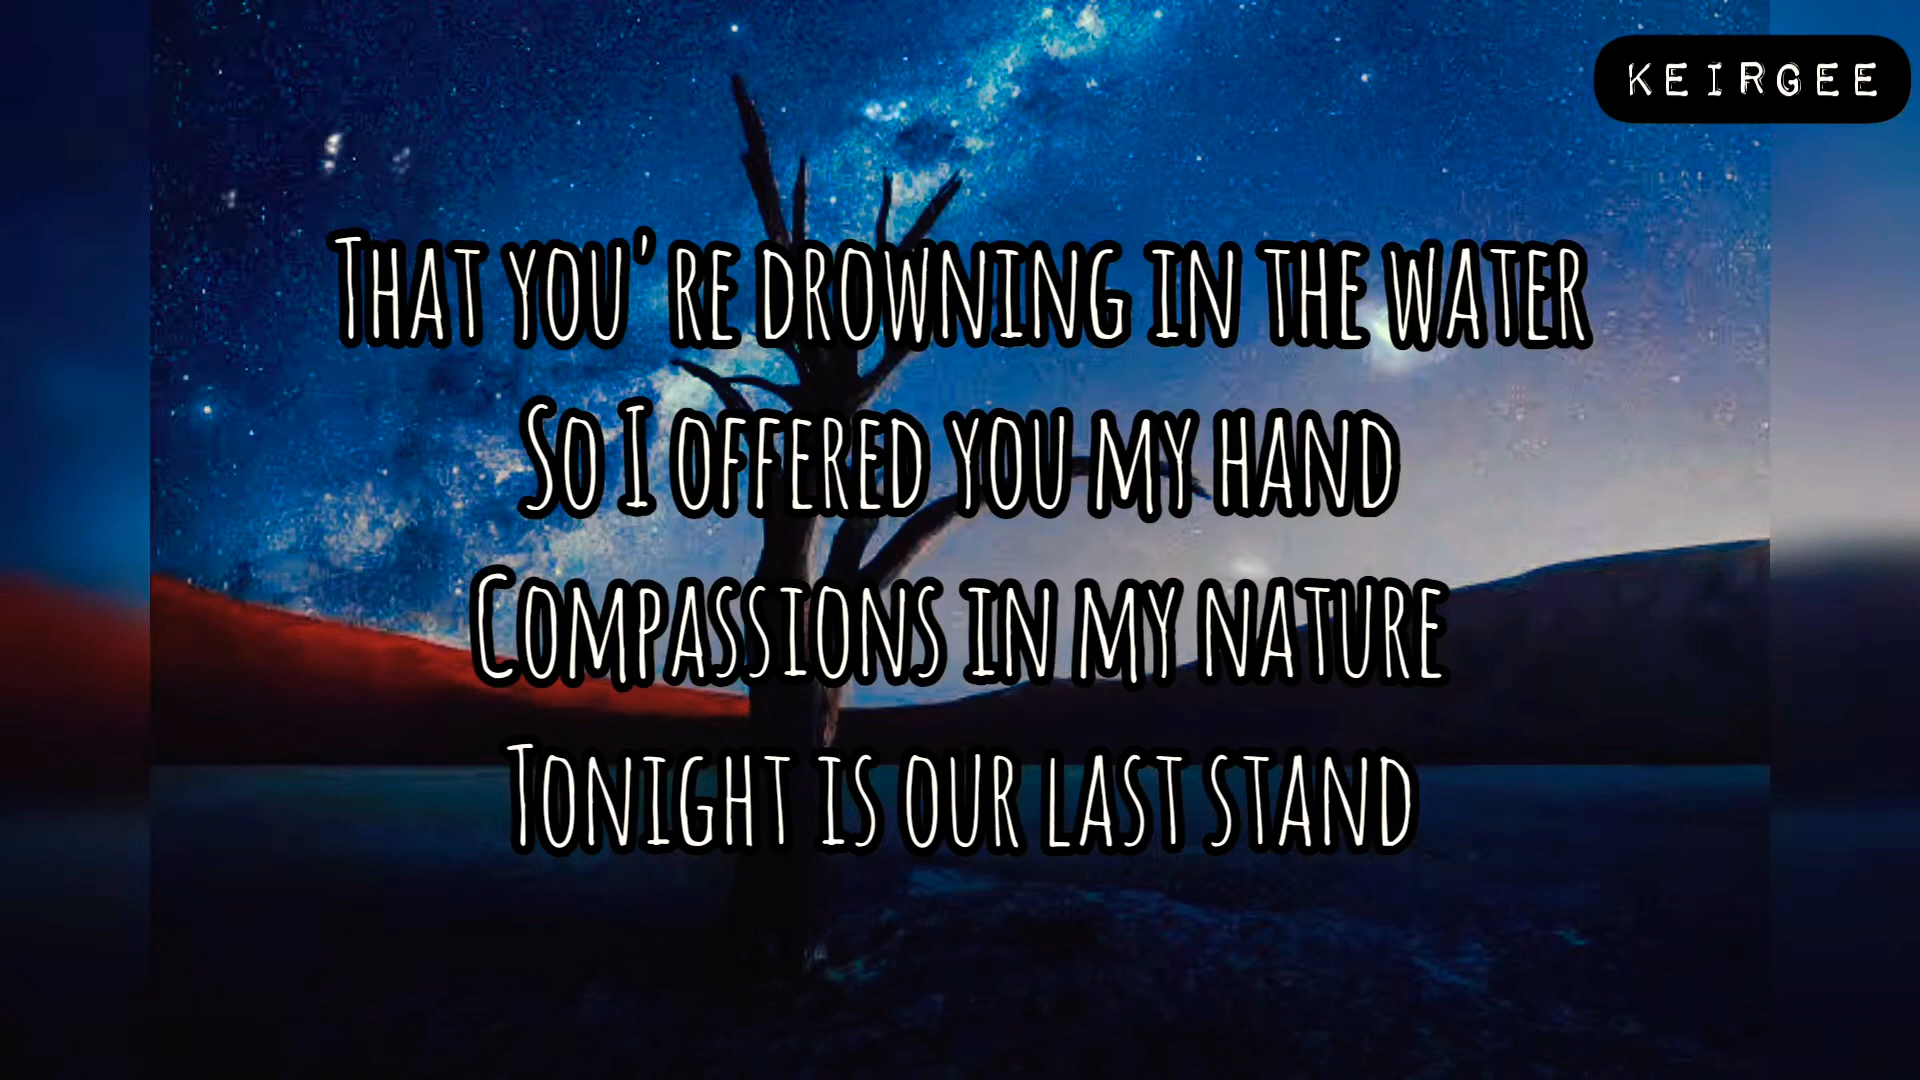 KEIRGEE
That you're drowning in the water
So I offered you my hand
Compassions in my nature
Tonight is our last stand